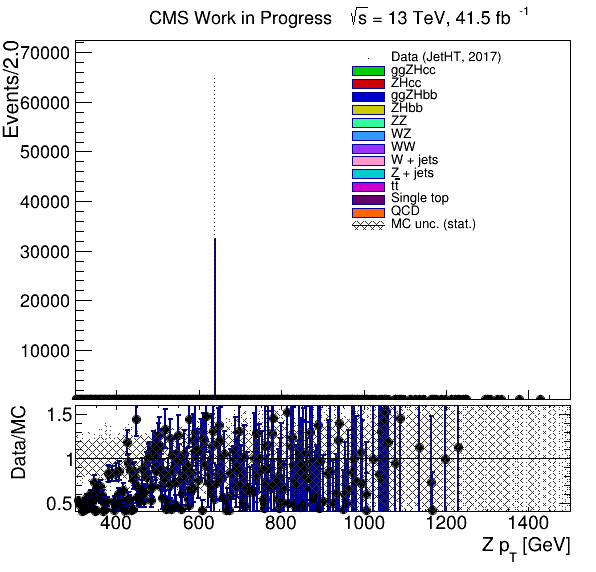 CMS Work in Progress √s = 13 TeV, 41.5 fb⁻¹
Events/2.0
70000
60000
50000
40000
30000
20000
10000
Data (JetHT, 2017)
ggZHcc
ZHcc
ggZHbb
ZHbb
ZZ
WZ
WW
W + jets
Z + jets
tt̄
Single top
QCD
MC unc. (stat.)
Data/MC
1.5
1
0.5
400 600 800 1000 1200 1400
Z p_T [GeV]